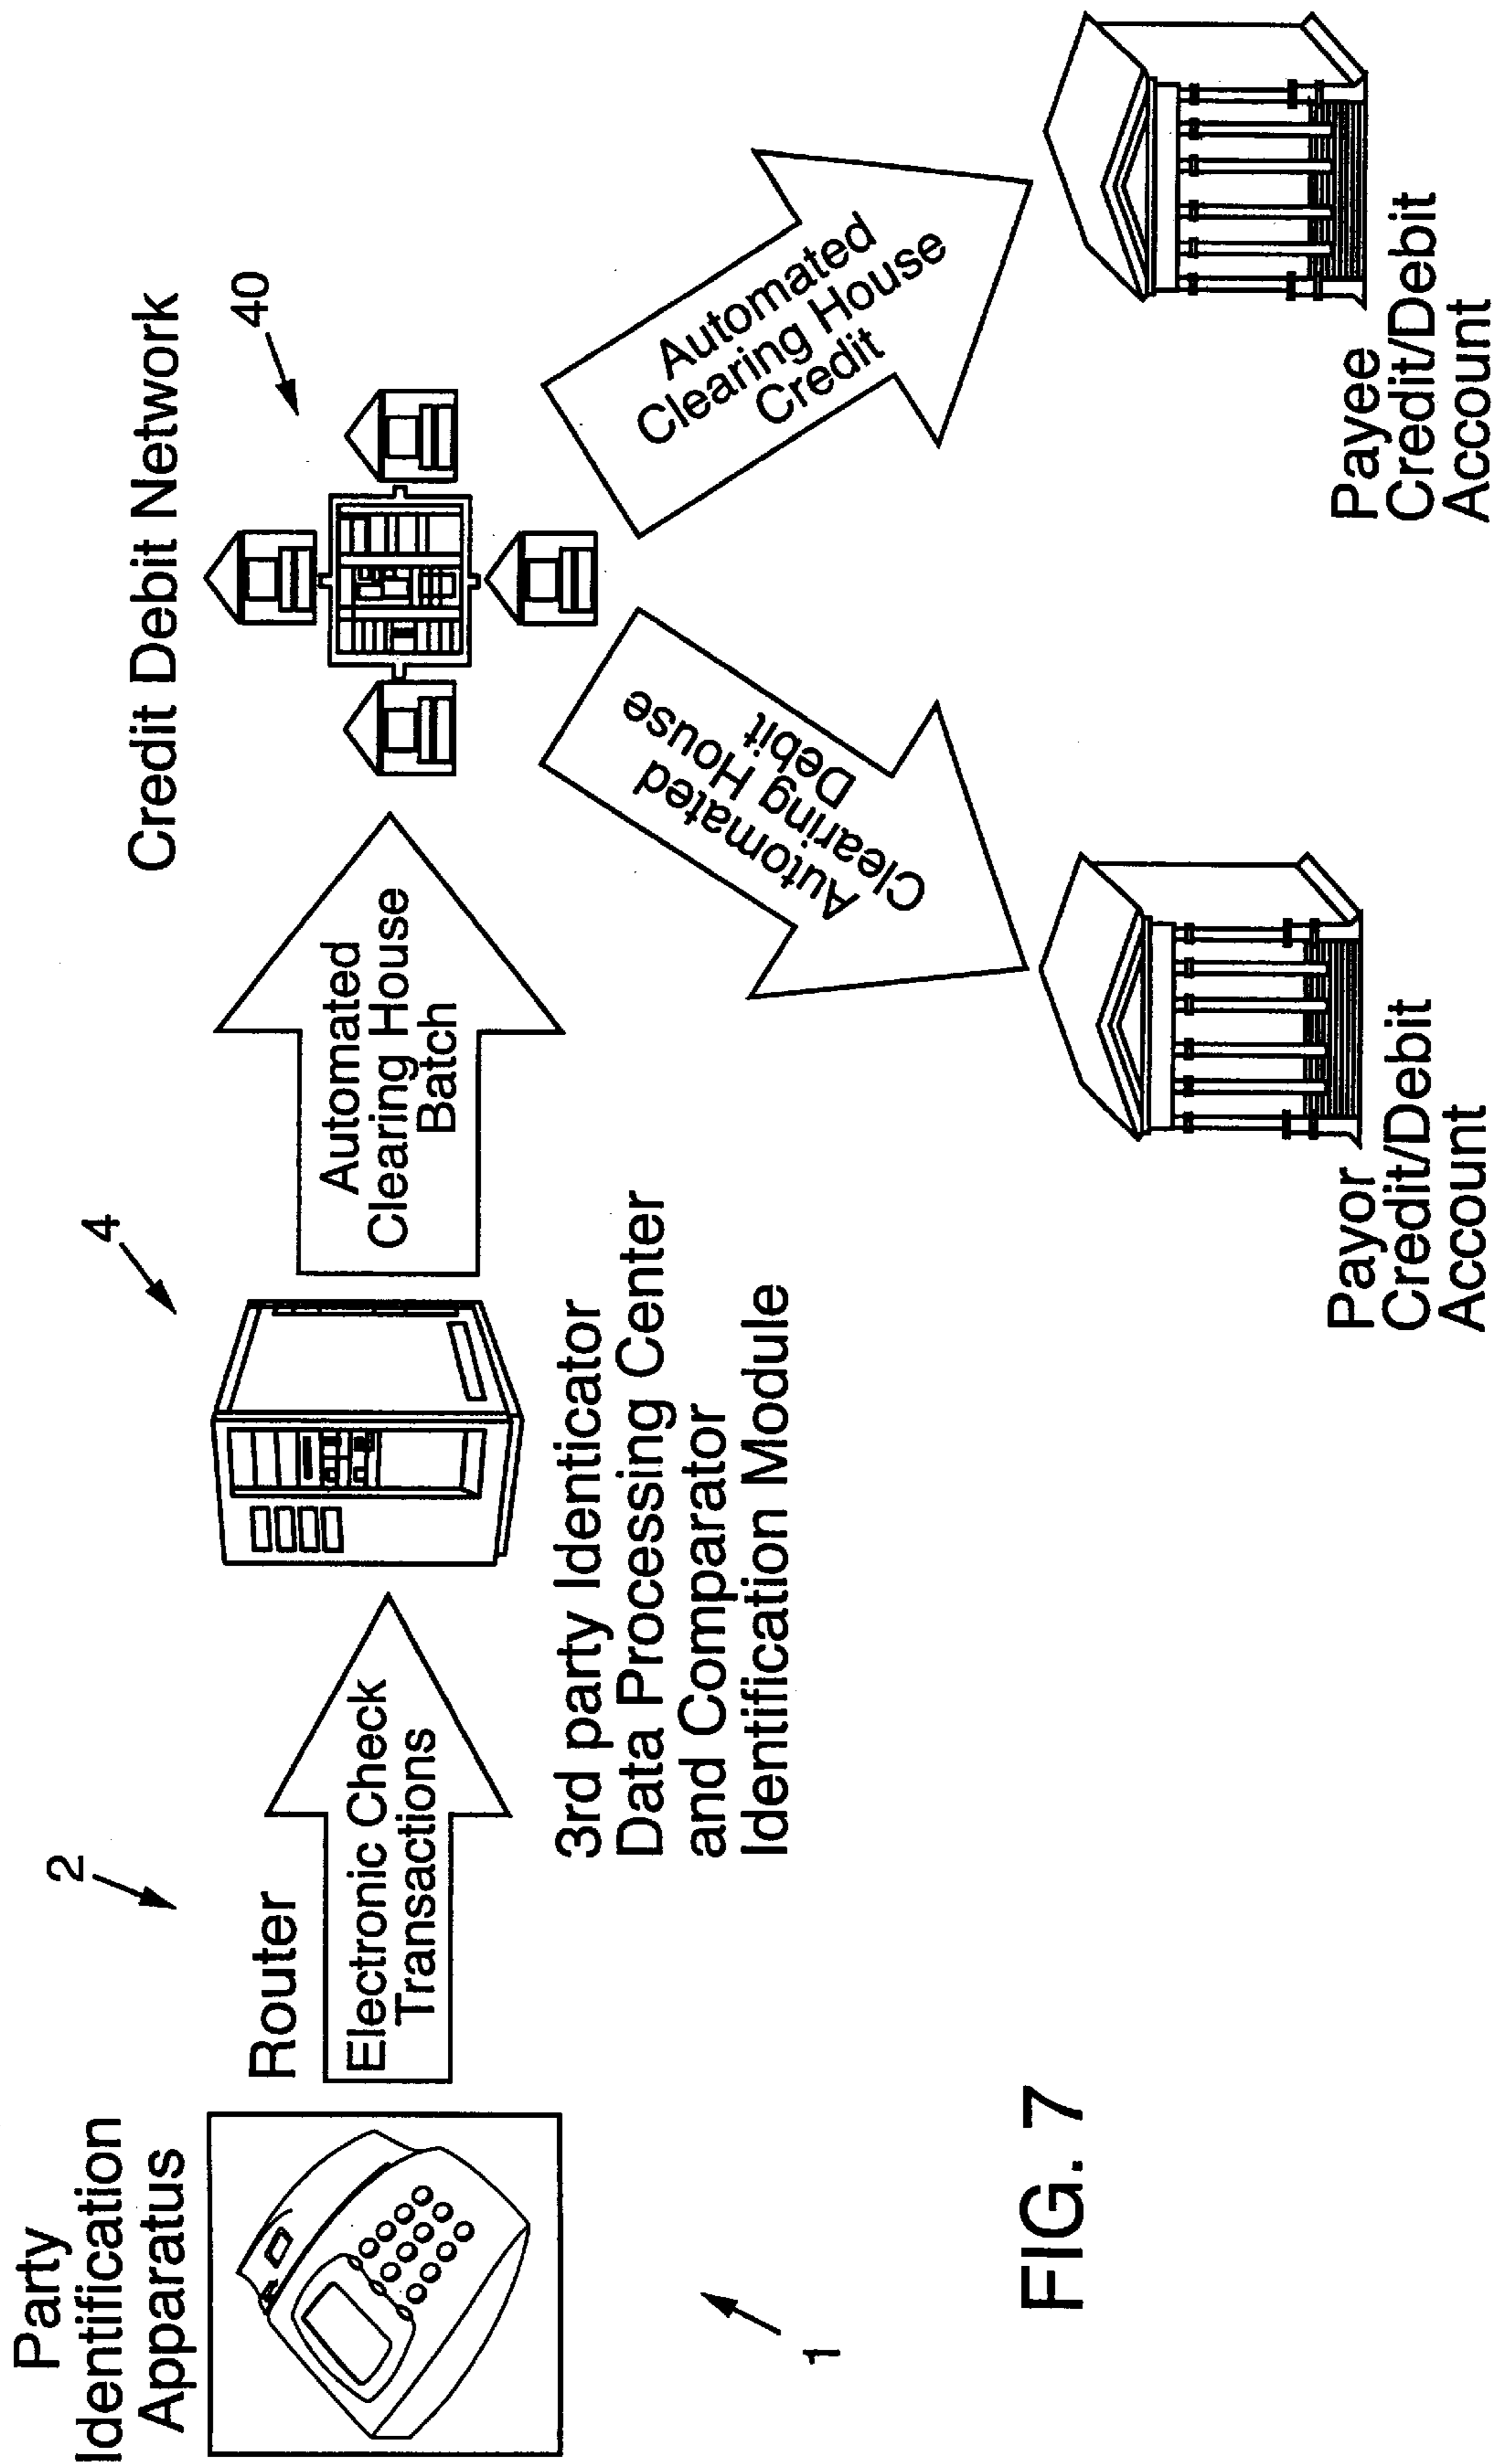 Party
Identification
Apparatus
1
2
Router
Electronic Check
Transactions
4
3rd party Identicator
Data Processing Center
and Comparator
Identification Module
Automated
Clearing House
Batch
Credit Debit Network
40
Automated
Clearing House
Debit
Automated
Clearing House
Credit
Payor
Credit/Debit
Account
Payee
Credit/Debit
Account
FIG. 7